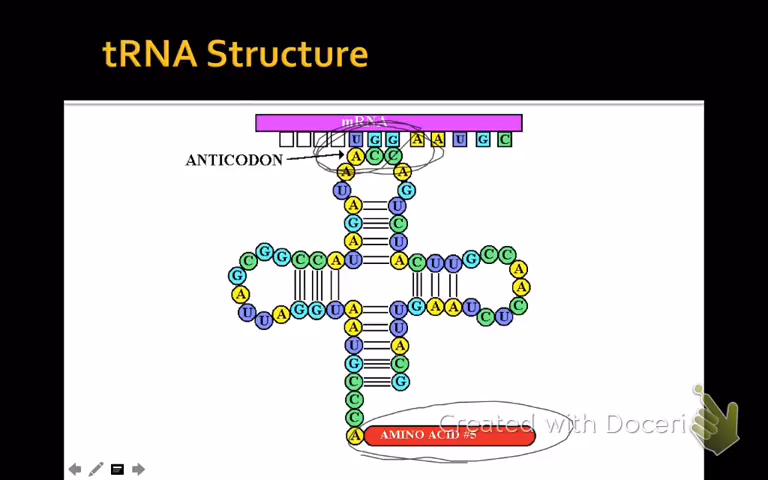 tRNA Structure
mRNA
U G G A A U G C
ANTICODON
A C C
A A
U G
A U
G C
A U
G C G G C C A U A C U U G C C A
G A U U A G G U A U G A A U C U C A
A U
U A
G C
C G
C
C
A AMINO ACID #5
Created with Doceri